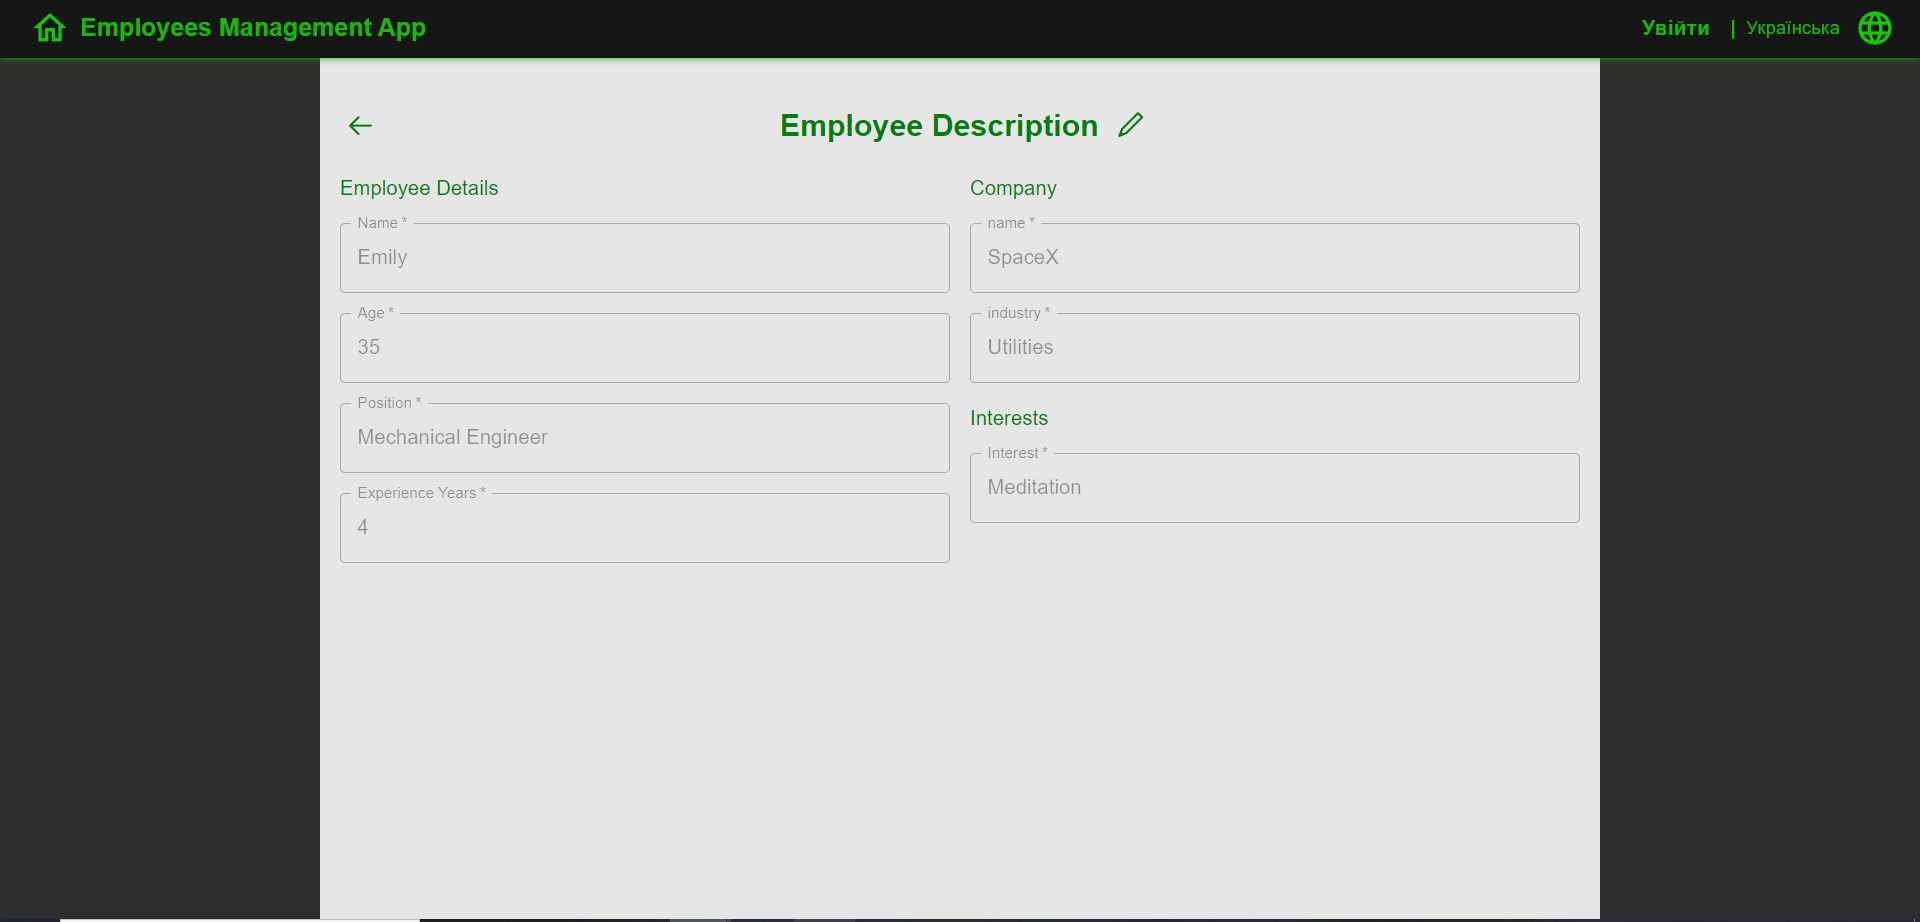 Employees Management App
Увійти | Українська
Employee Description
Employee Details
Name *
Emily
Age *
35
Position *
Mechanical Engineer
Experience Years *
4
Company
name *
SpaceX
industry *
Utilities
Interests
Interest *
Meditation